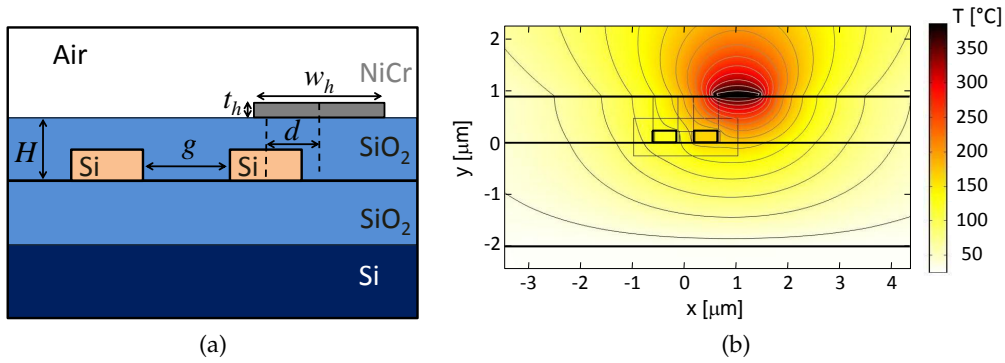 Air
NiCr
w_h
t_h
H
d
g
SiO₂
Si
Si
SiO₂
Si
(a)
T [°C]
350
300
250
200
150
100
50
y [μm]
2
1
0
-1
-2
-3 -2 -1 0 1 2 3 4
x [μm]
(b)